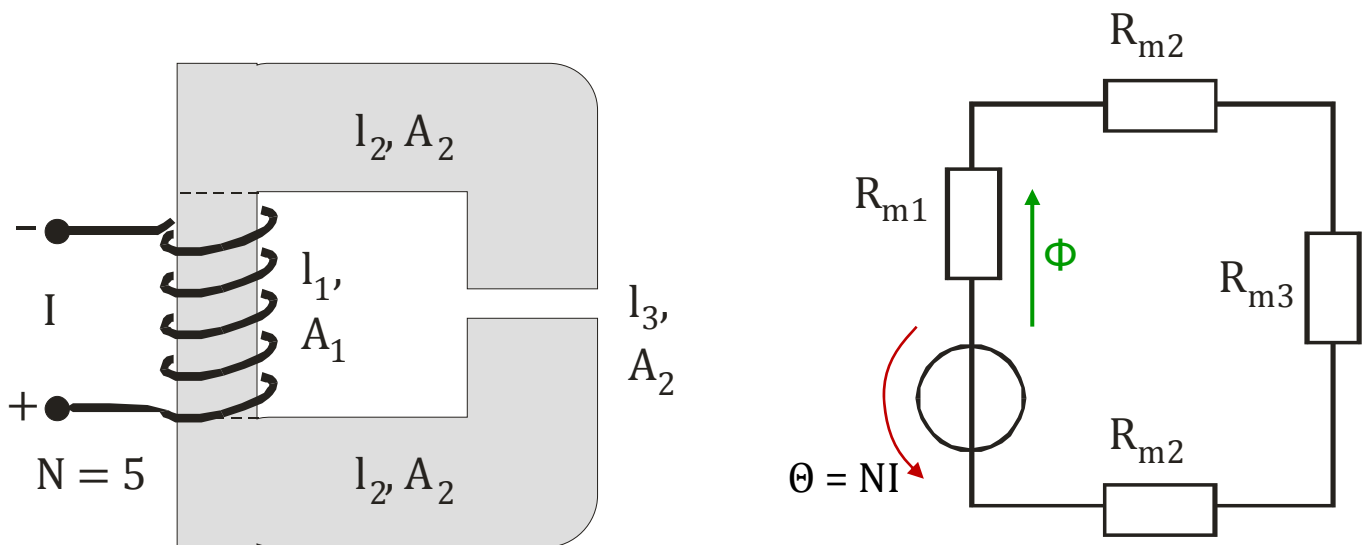 l₂, A₂
−
I
+
N = 5
l₁,
A₁
l₃,
A₂
l₂, A₂
Rₘ₂
Rₘ₁
Φ
Rₘ₃
Θ = NI
Rₘ₂